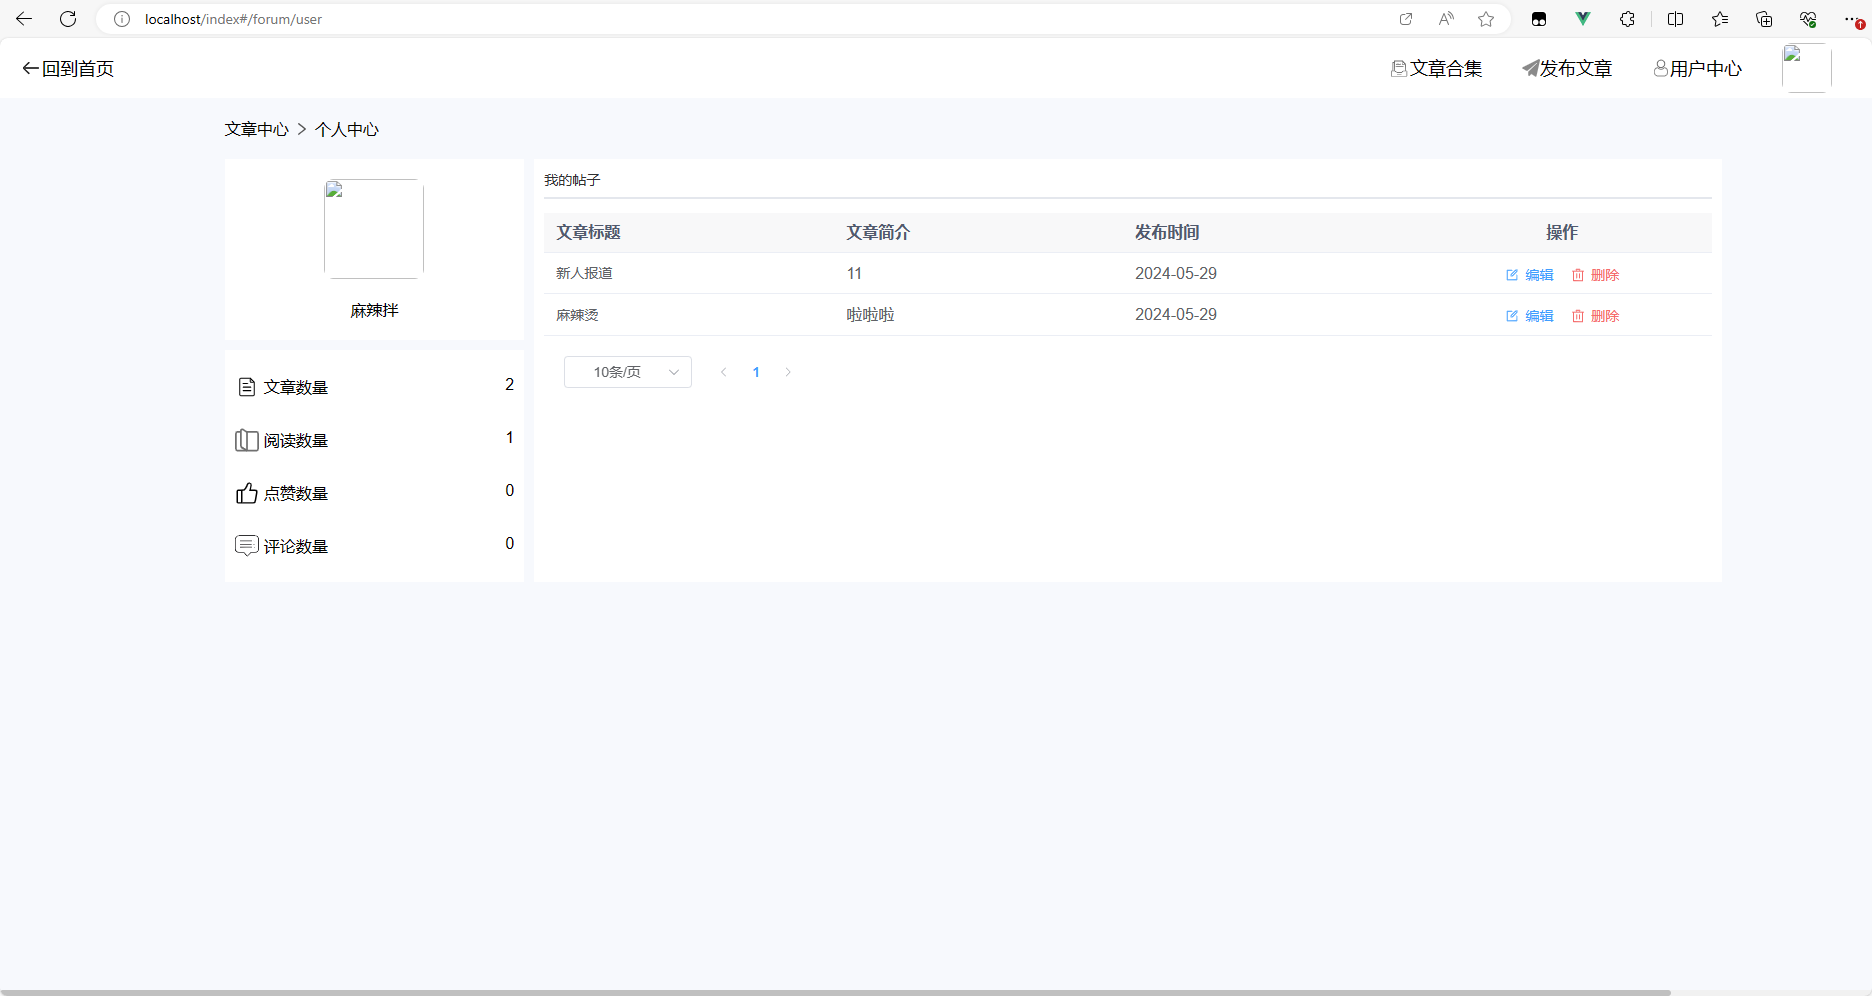 localhost/index#/forum/user
回到首页 文章合集 发布文章 用户中心
文章中心 > 个人中心
麻辣拌
文章数量 2
阅读数量 1
点赞数量 0
评论数量 0
我的帖子
文章标题 文章简介 发布时间 操作
新人报道 11 2024-05-29 编辑 删除
麻辣烫 啦啦啦 2024-05-29 编辑 删除
10条/页 1